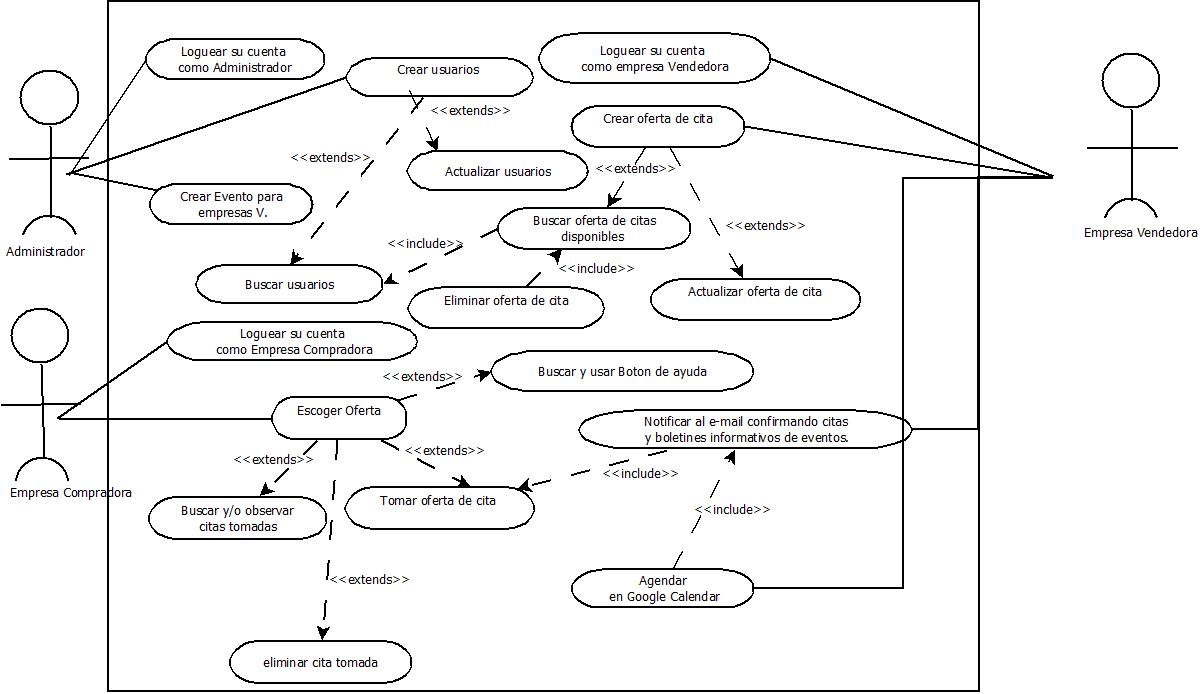 Loguear su cuenta
como Administrador
Crear usuarios
Loguear su cuenta
como empresa Vendedora
<<extends>>
Crear oferta de cita
<<extends>>
Actualizar usuarios
<<extends>>
Crear Evento para
empresas V.
Administrador
Buscar oferta de citas
disponibles
<<extends>>
Empresa Vendedora
<<include>>
<<include>>
Buscar usuarios
Eliminar oferta de cita
Actualizar oferta de cita
Loguear su cuenta
como Empresa Compradora
<<extends>>
Buscar y usar Boton de ayuda
Escoger Oferta
Notificar al e-mail confirmando citas
y boletines informativos de eventos.
<<extends>>
<<extends>>
<<include>>
Empresa Compradora
Buscar y/o observar
citas tomadas
Tomar oferta de cita
<<include>>
<<extends>>
Agendar
en Google Calendar
eliminar cita tomada